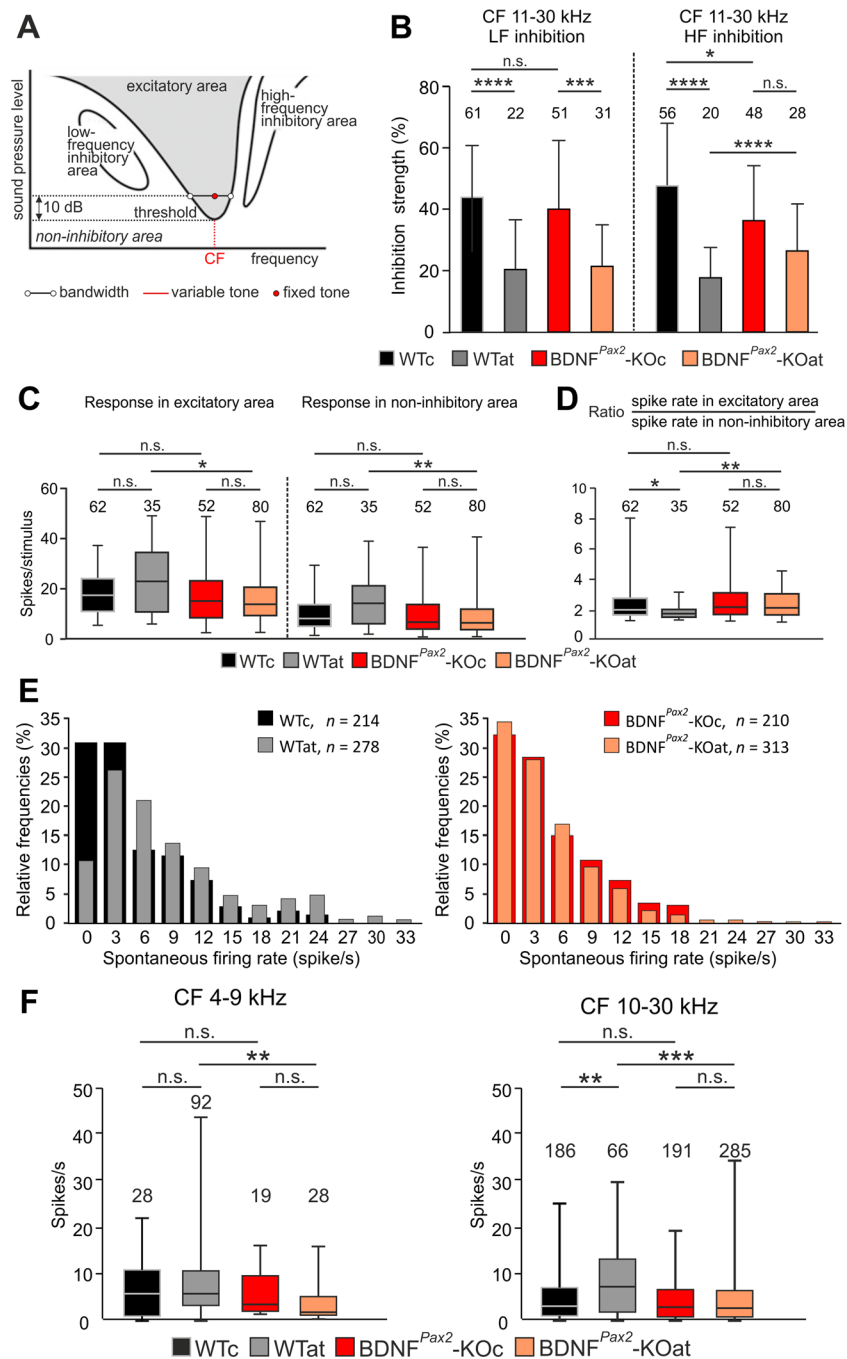 A
sound pressure level
excitatory area
low-
frequency
inhibitory
area
high-
frequency
inhibitory area
10 dB
threshold
non-inhibitory area
CF
frequency
bandwidth
variable tone
fixed tone
B
CF 11-30 kHz
LF inhibition
CF 11-30 kHz
HF inhibition
Inhibition strength (%)
80
60
40
20
0
n.s.
****
***
61
22
51
31
*
****
n.s.
56
20
48
28
****
WTc
WTat
BDNFPax2-KOc
BDNFPax2-KOat
C
Response in excitatory area
Response in non-inhibitory area
Spikes/stimulus
60
40
20
0
n.s.
*
n.s.
n.s.
62
35
52
80
n.s.
**
n.s.
n.s.
62
35
52
80
D
Ratio
spike rate in excitatory area
spike rate in non-inhibitory area
10
8
6
4
2
0
n.s.
**
*
n.s.
62
35
52
80
WTc
WTat
BDNFPax2-KOc
BDNFPax2-KOat
E
Relative frequencies (%)
35
30
25
20
15
10
5
0
WTc, n = 214
WTat, n = 278
0 3 6 9 12 15 18 21 24 27 30 33
Spontaneous firing rate (spike/s)
Relative frequencies (%)
35
30
25
20
15
10
5
0
BDNFPax2-KOc, n = 210
BDNFPax2-KOat, n = 313
0 3 6 9 12 15 18 21 24 27 30 33
Spontaneous firing rate (spike/s)
F
CF 4-9 kHz
Spikes/s
50
40
30
20
10
0
n.s.
**
n.s.
n.s.
28
92
19
28
CF 10-30 kHz
Spikes/s
50
40
30
20
10
0
n.s.
***
**
n.s.
186
66
191
285
WTc
WTat
BDNFPax2-KOc
BDNFPax2-KOat